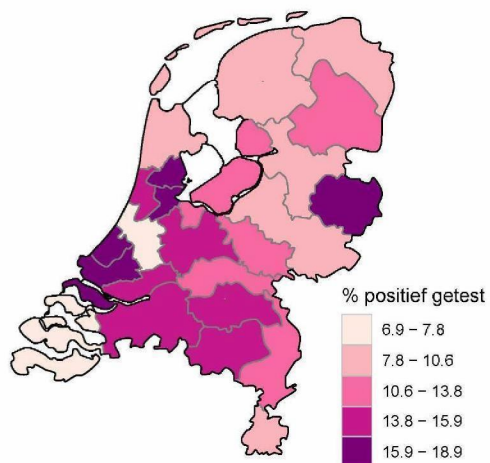 % positief getest
6.9 – 7.8
7.8 – 10.6
10.6 – 13.8
13.8 – 15.9
15.9 – 18.9